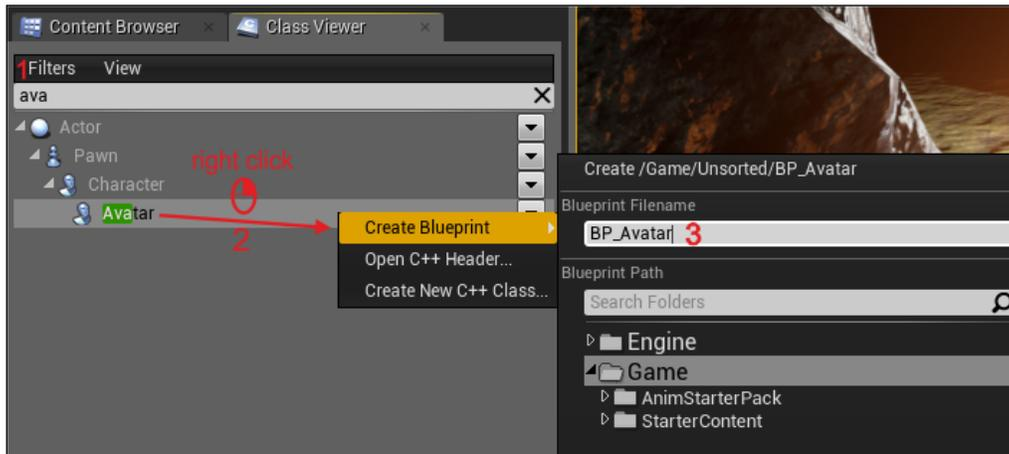 Content Browser
Class Viewer
1
Filters View
ava
Actor
Pawn
right click
Character
Avatar
2
Create Blueprint
Open C++ Header...
Create New C++ Class...
Create /Game/Unsorted/BP_Avatar
Blueprint Filename
BP_Avatar 3
Blueprint Path
Search Folders
Engine
Game
AnimStarterPack
StarterContent